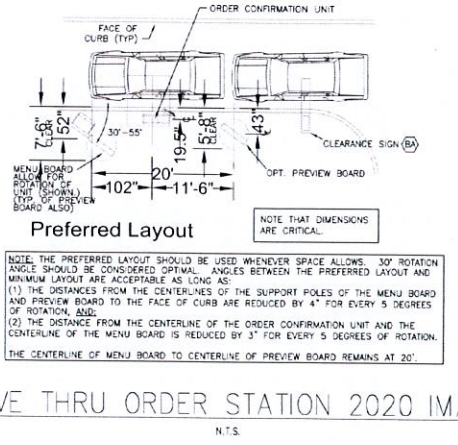 ORDER CONFIRMATION UNIT
FACE OF
CURB (TYP)
7'-6"
CLEAR
52"
30'-55'
19.5"
5'-8"
CLEAR
43"
CLEARANCE SIGN BA
MENU BOARD
ALLOW FOR
ROTATION OF
UNIT (SHOWN.)
(TYP. OF PREVIEW
BOARD ALSO)
20'
OPT. PREVIEW BOARD
102"
11'-6"
Preferred Layout
NOTE THAT DIMENSIONS
ARE CRITICAL.
NOTE: THE PREFERRED LAYOUT SHOULD BE USED WHENEVER SPACE ALLOWS. 30' ROTATION
ANGLE SHOULD BE CONSIDERED OPTIMAL. ANGLES BETWEEN THE PREFERRED LAYOUT AND
MINIMUM LAYOUT ARE ACCEPTABLE AS LONG AS:
(1) THE DISTANCES FROM THE CENTERLINES OF THE SUPPORT POLES OF THE MENU BOARD
AND PREVIEW BOARD TO THE FACE OF CURB ARE REDUCED BY 4" FOR EVERY 5 DEGREES
OF ROTATION, AND:
(2) THE DISTANCE FROM THE CENTERLINE OF THE ORDER CONFIRMATION UNIT AND THE
CENTERLINE OF THE MENU BOARD IS REDUCED BY 3" FOR EVERY 5 DEGREES OF ROTATION.
THE CENTERLINE OF MENU BOARD TO CENTERLINE OF PREVIEW BOARD REMAINS AT 20'.
VE THRU ORDER STATION 2020 IM
N.T.S.